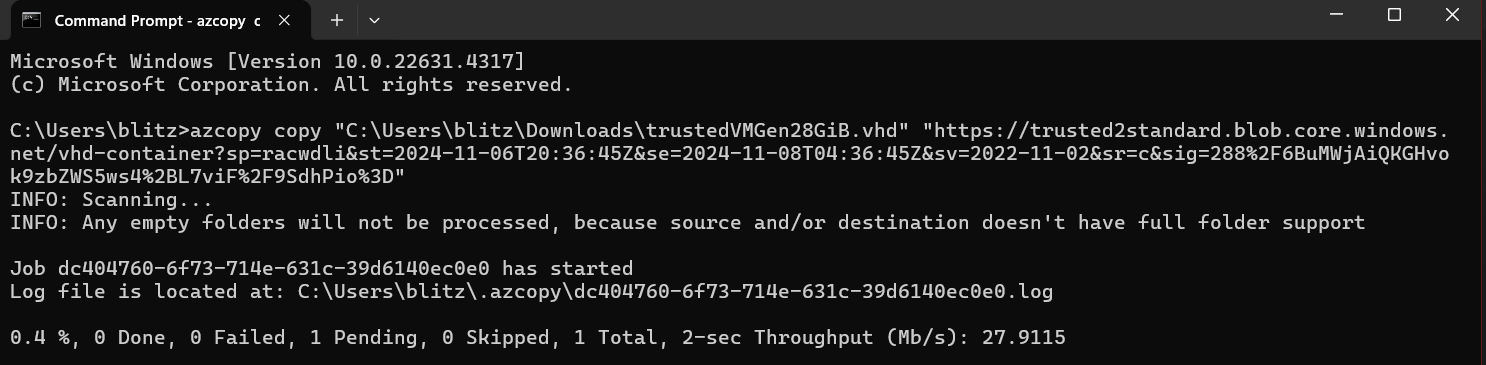 Command Prompt - azcopy c
Microsoft Windows [Version 10.0.22631.4317]
(c) Microsoft Corporation. All rights reserved.
C:\Users\blitz>azcopy copy "C:\Users\blitz\Downloads\trustedVMGen28GiB.vhd" "https://trusted2standard.blob.core.windows.
net/vhd-container?sp=racwdli&st=2024-11-06T20:36:45Z&se=2024-11-08T04:36:45Z&sv=2022-11-02&sr=c&sig=288%2F6BuMWjAiQKGHvo
k9zbZWS5ws4%2BL7viF%2F9SdhPio%3D"
INFO: Scanning...
INFO: Any empty folders will not be processed, because source and/or destination doesn't have full folder support
Job dc404760-6f73-714e-631c-39d6140ec0e0 has started
Log file is located at: C:\Users\blitz\.azcopy\dc404760-6f73-714e-631c-39d6140ec0e0.log
0.4 %, 0 Done, 0 Failed, 1 Pending, 0 Skipped, 1 Total, 2-sec Throughput (Mb/s): 27.9115